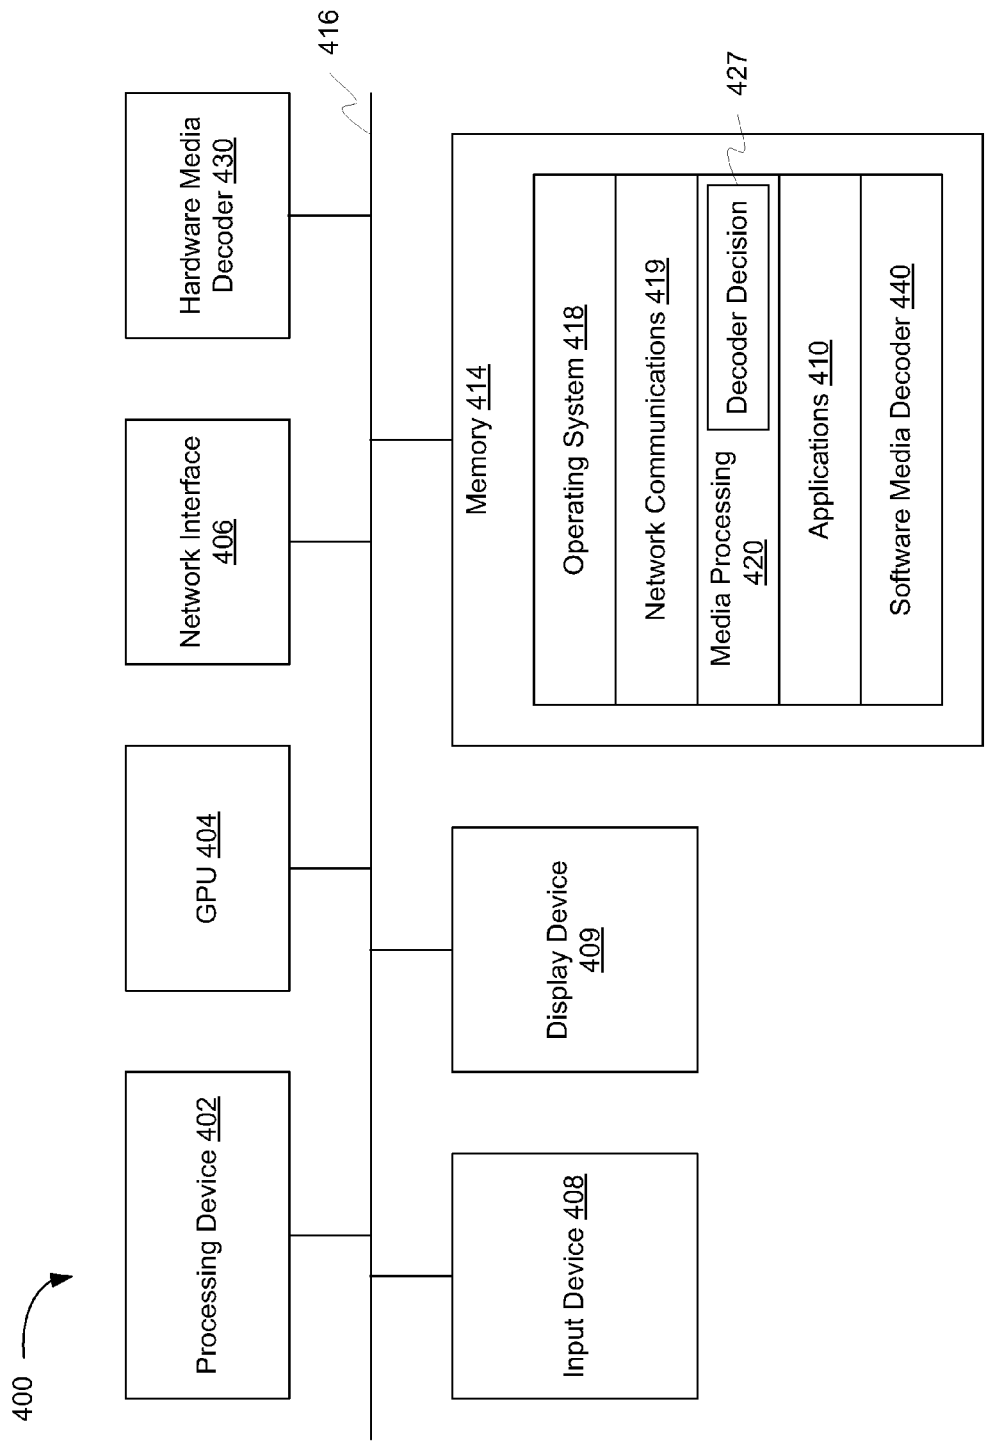 400
Processing Device 402
GPU 404
Network Interface
406
Hardware Media
Decoder 430
416
Input Device 408
Display Device
409
Memory 414
Operating System 418
Network Communications 419
Media Processing
420
Decoder Decision
427
Applications 410
Software Media Decoder 440